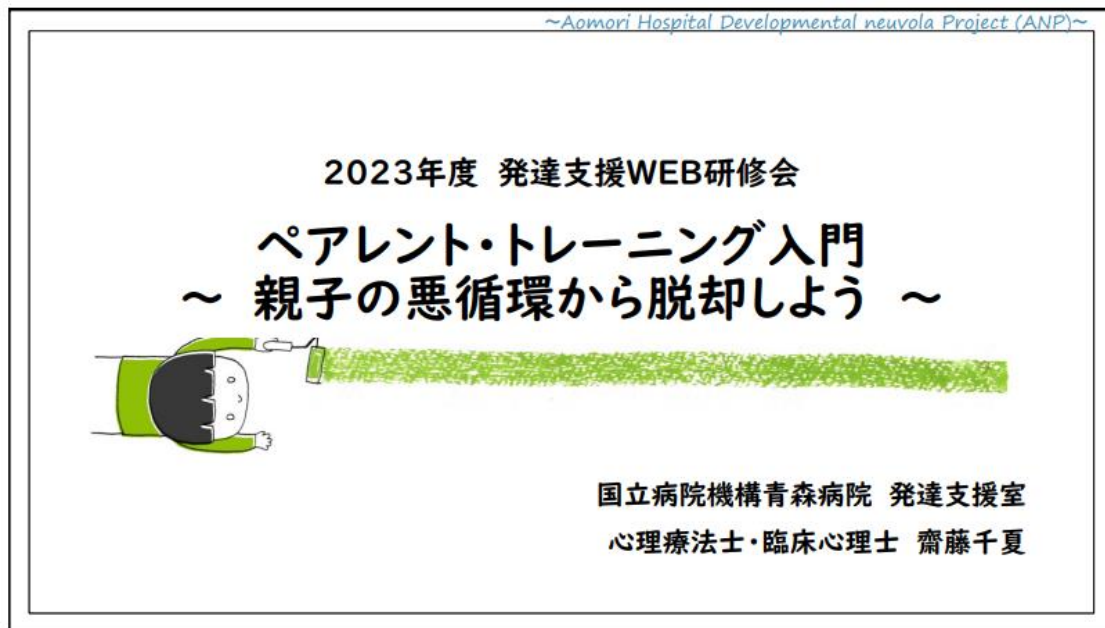 ~Aomori Hospital Developmental neuvola Project (ANP)~
2023年度 発達支援WEB研修会
ペアレント・トレーニング入門
~ 親子の悪循環から脱却しよう ~
国立病院機構青森病院 発達支援室
心理療法士・臨床心理士 齋藤千夏